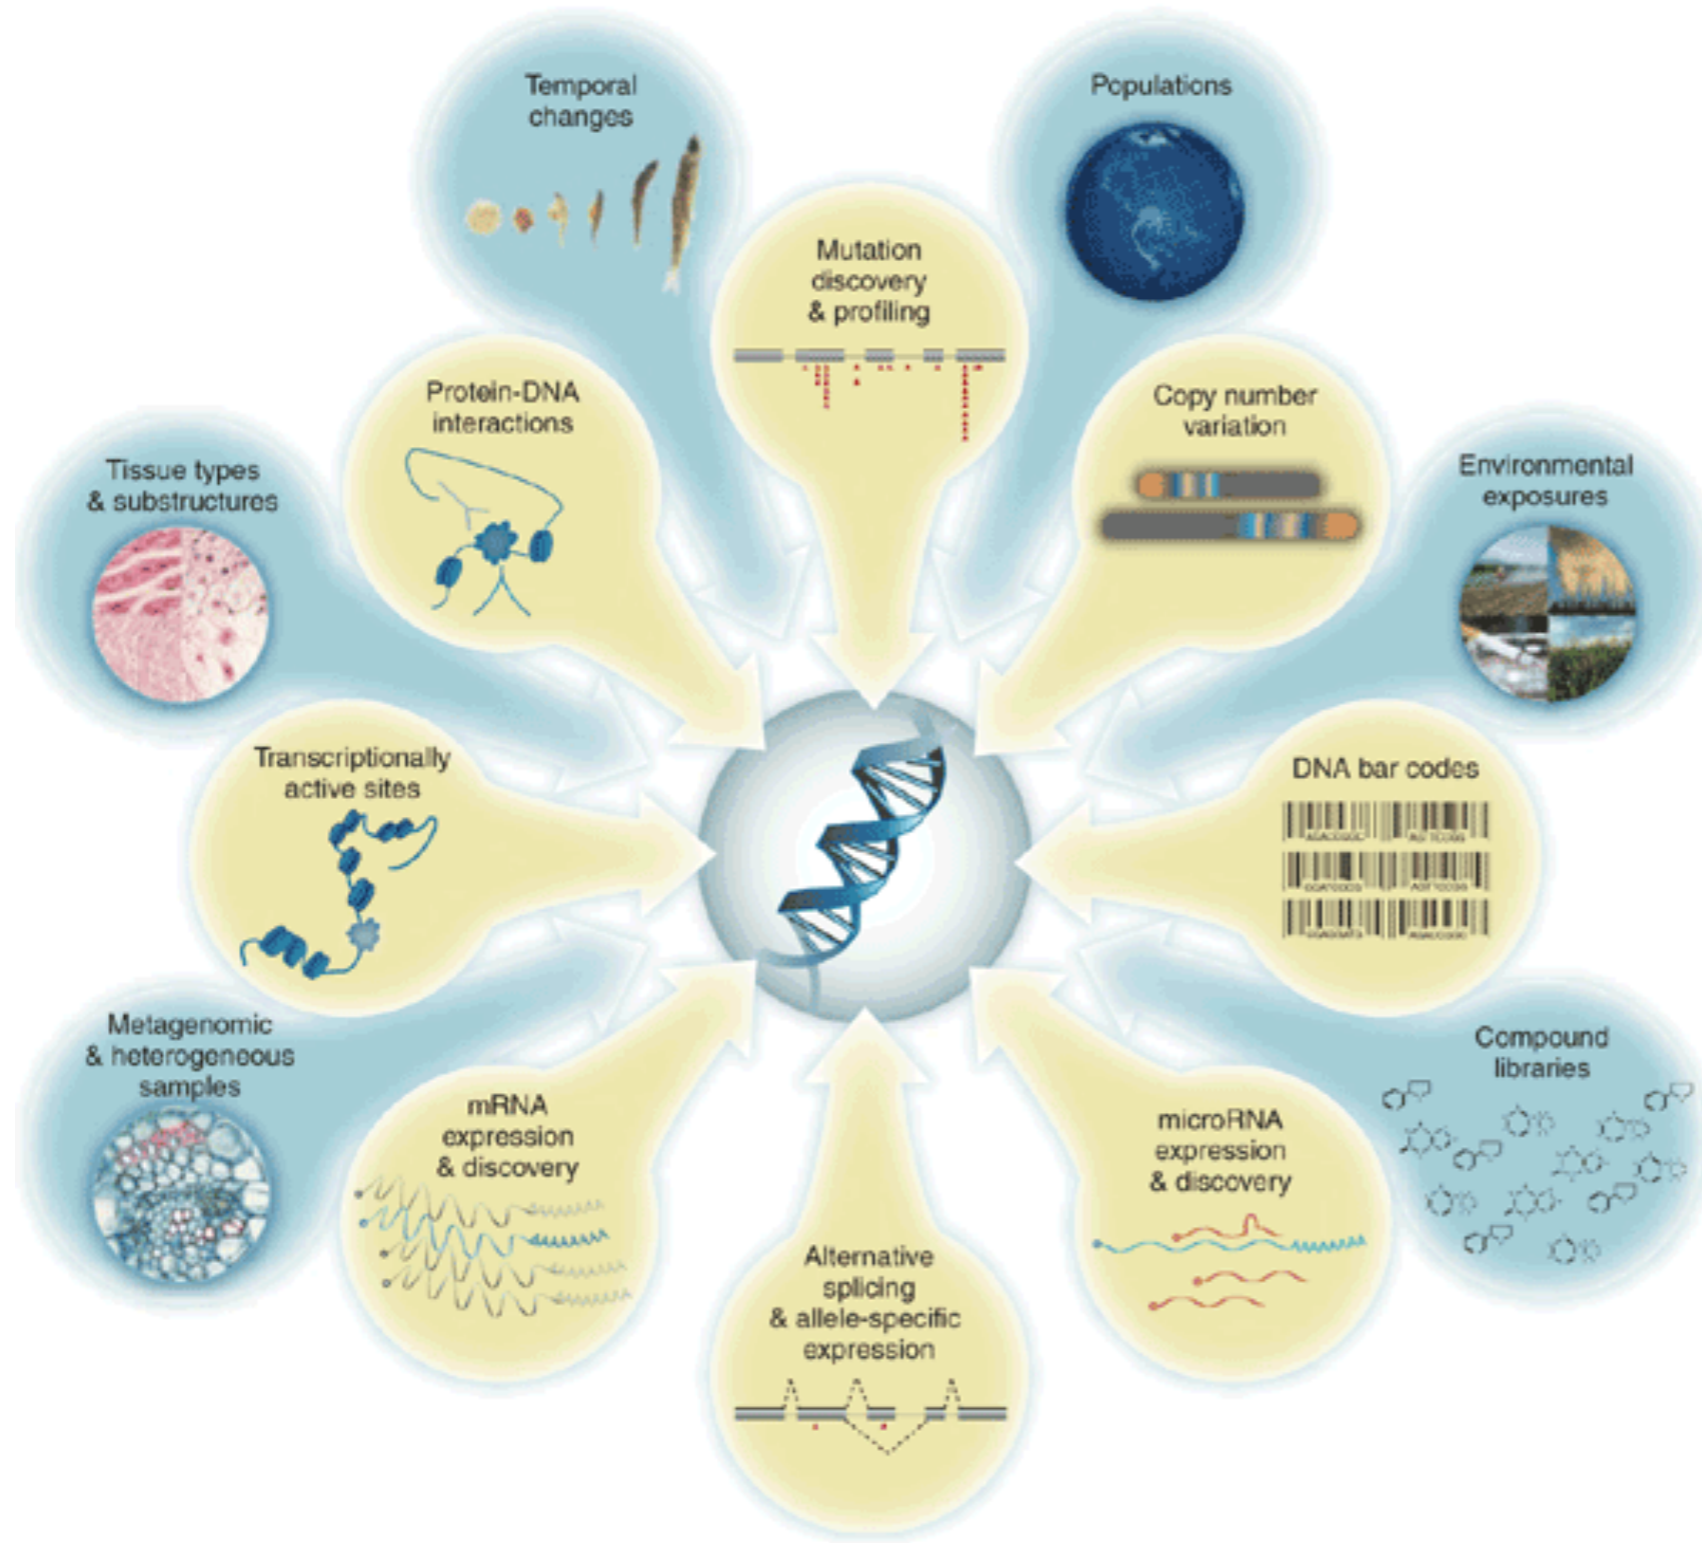 Temporal
changes
Populations
Mutation
discovery
& profiling
Protein-DNA
interactions
Copy number
variation
Tissue types
& substructures
Environmental
exposures
Transcriptionally
active sites
DNA bar codes
Metagenomic
& heterogeneous
samples
Compound
libraries
mRNA
expression
& discovery
microRNA
expression
& discovery
Alternative
splicing
& allele-specific
expression